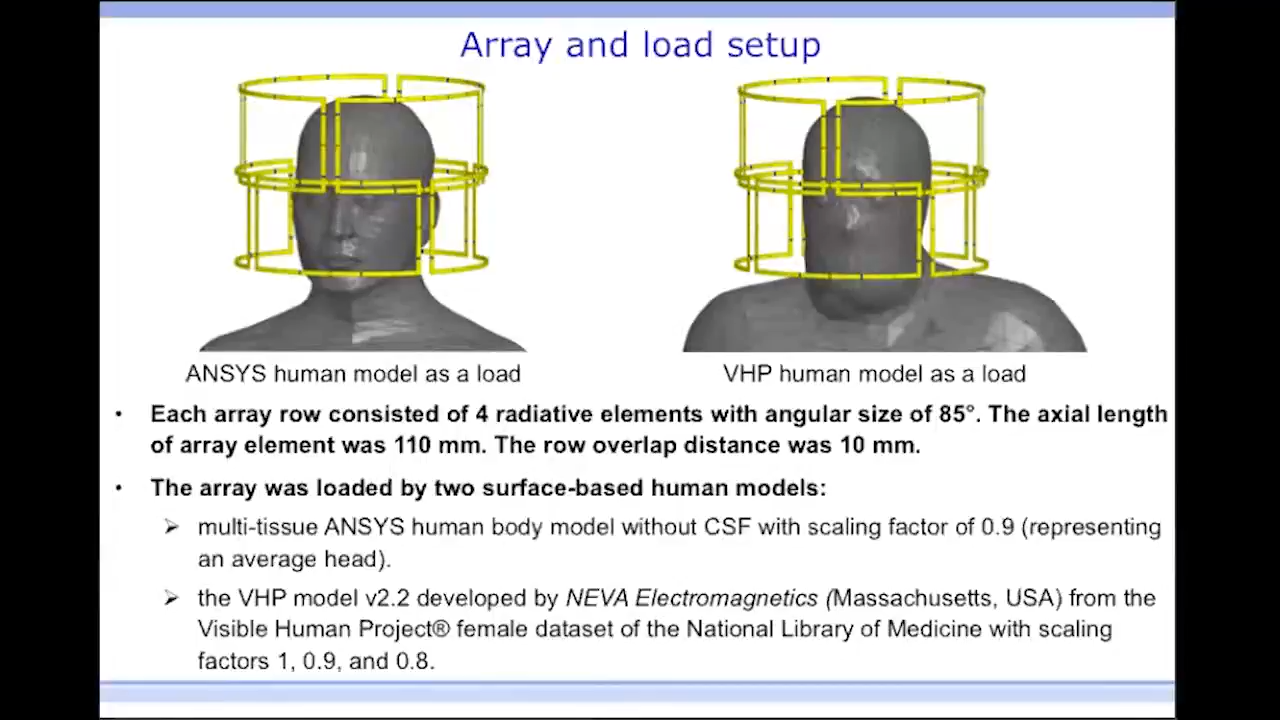 Array and load setup
ANSYS human model as a load
VHP human model as a load
• Each array row consisted of 4 radiative elements with angular size of 85°. The axial length
of array element was 110 mm. The row overlap distance was 10 mm.
• The array was loaded by two surface-based human models:
➢ multi-tissue ANSYS human body model without CSF with scaling factor of 0.9 (representing
an average head).
➢ the VHP model v2.2 developed by NEVA Electromagnetics (Massachusetts, USA) from the
Visible Human Project® female dataset of the National Library of Medicine with scaling
factors 1, 0.9, and 0.8.